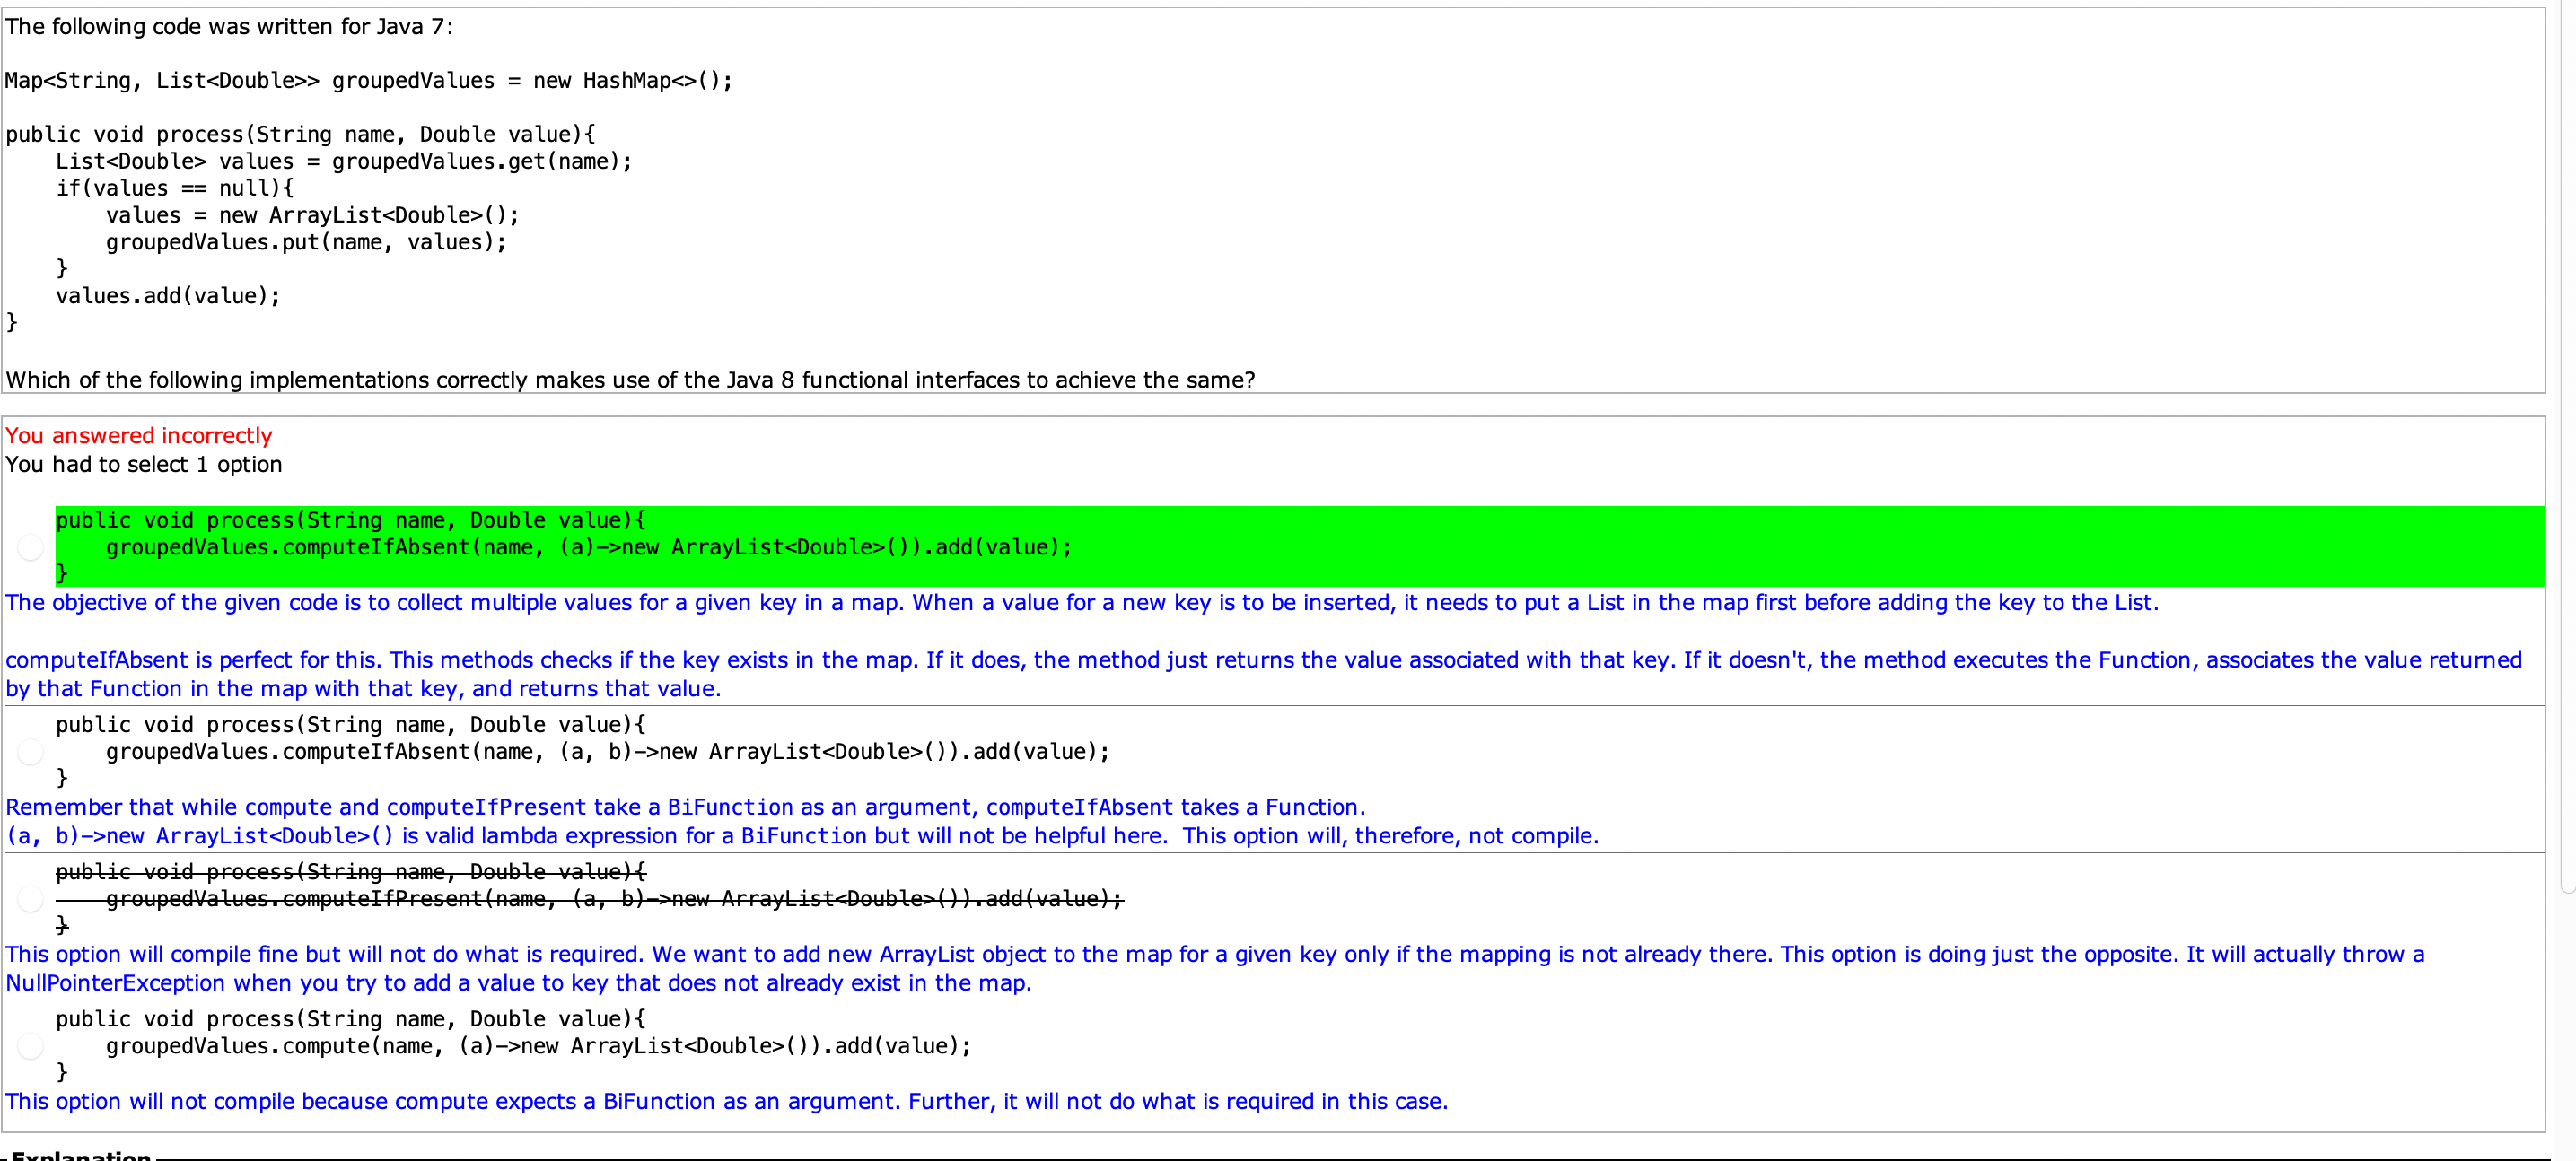 The following code was written for Java 7:
Map<String, List<Double>> groupedValues = new HashMap<>();
public void process(String name, Double value){
    List<Double> values = groupedValues.get(name);
    if(values == null){
        values = new ArrayList<Double>();
        groupedValues.put(name, values);
    }
    values.add(value);
}
Which of the following implementations correctly makes use of the Java 8 functional interfaces to achieve the same?
You answered incorrectly
You had to select 1 option
public void process(String name, Double value){
    groupedValues.computeIfAbsent(name, (a)->new ArrayList<Double>()).add(value);
}
The objective of the given code is to collect multiple values for a given key in a map. When a value for a new key is to be inserted, it needs to put a List in the map first before adding the key to the List.
computeIfAbsent is perfect for this. This methods checks if the key exists in the map. If it does, the method just returns the value associated with that key. If it doesn't, the method executes the Function, associates the value returned
by that Function in the map with that key, and returns that value.
public void process(String name, Double value){
    groupedValues.computeIfAbsent(name, (a, b)->new ArrayList<Double>()).add(value);
}
Remember that while compute and computeIfPresent take a BiFunction as an argument, computeIfAbsent takes a Function.
(a, b)->new ArrayList<Double>() is valid lambda expression for a BiFunction but will not be helpful here.  This option will, therefore, not compile.
public void process(String name, Double value){
    groupedValues.computeIfPresent(name, (a, b)->new ArrayList<Double>()).add(value);
}
This option will compile fine but will not do what is required. We want to add new ArrayList object to the map for a given key only if the mapping is not already there. This option is doing just the opposite. It will actually throw a
NullPointerException when you try to add a value to key that does not already exist in the map.
public void process(String name, Double value){
    groupedValues.compute(name, (a)->new ArrayList<Double>()).add(value);
}
This option will not compile because compute expects a BiFunction as an argument. Further, it will not do what is required in this case.
Explanation